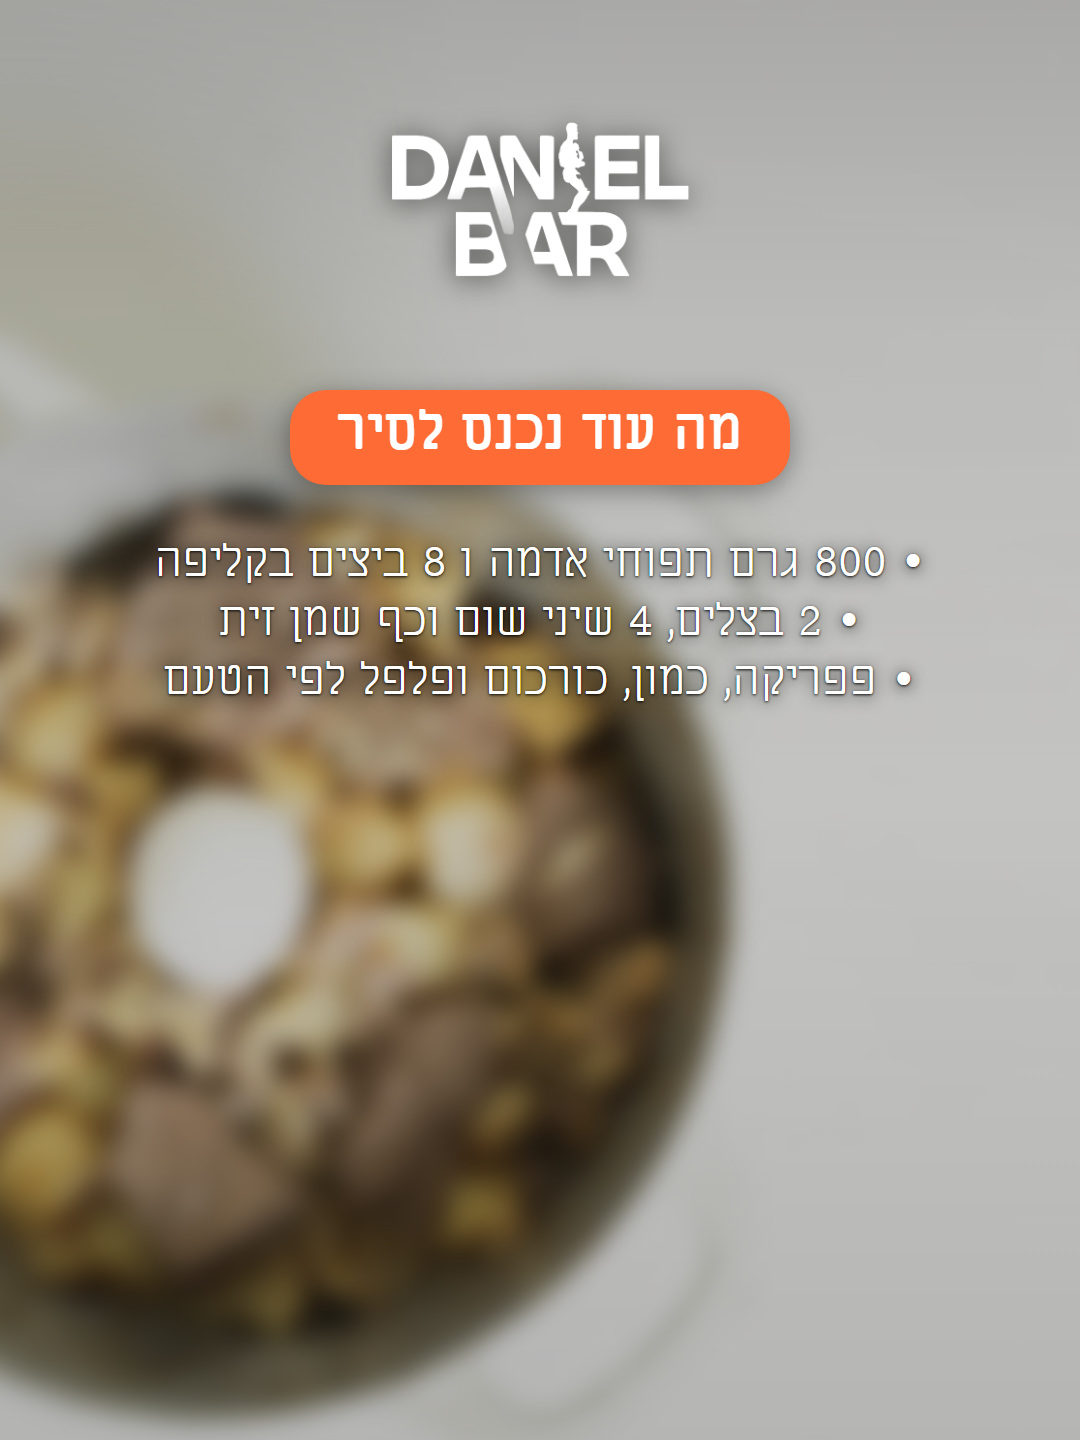 DANIEL
BAR
מה עוד נכנס לסיר
• 800 גרם תפוחי אדמה ו 8 ביצים בקליפה
• 2 בצלים, 4 שיני שום וכף שמן זית
• פפריקה, כמון, כורכום ופלפל לפי הטעם